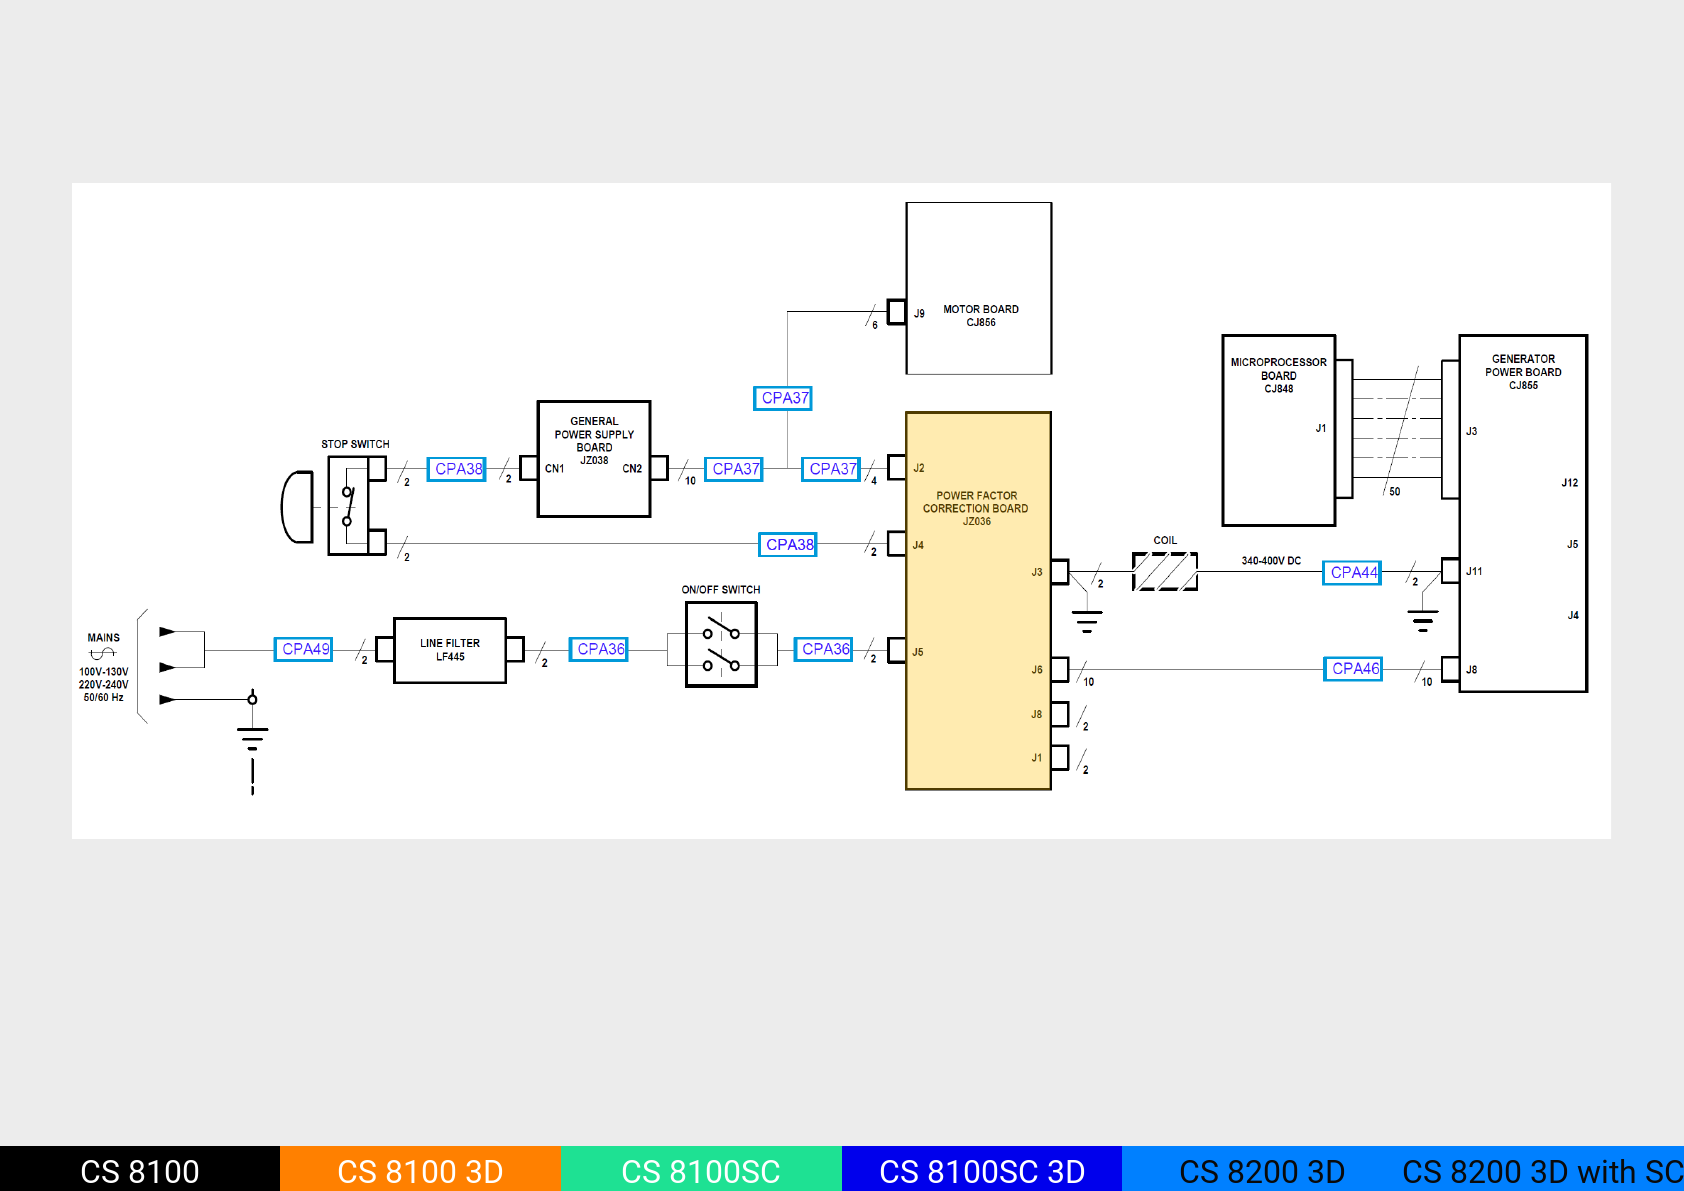 MOTOR BOARD
CJ856
J9
6
CPA37
MICROPROCESSOR
BOARD
CJ848
J1
50
GENERATOR
POWER BOARD
CJ855
J3
J12
J5
J11
J4
J8
STOP SWITCH
2
CPA38
2
GENERAL
POWER SUPPLY
BOARD
JZ038
CN1
CN2
10
CPA37
CPA37
4
J2
POWER FACTOR
CORRECTION BOARD
JZ036
2
CPA38
2
J4
J3
2
COIL
340-400V DC
CPA44
2
ON/OFF SWITCH
MAINS
100V-130V
220V-240V
50/60 Hz
CPA49
2
LINE FILTER
LF445
2
CPA36
CPA36
2
J5
J6
10
CPA46
10
J8
2
J1
2
CS 8100
CS 8100 3D
CS 8100SC
CS 8100SC 3D
CS 8200 3D
CS 8200 3D with SC